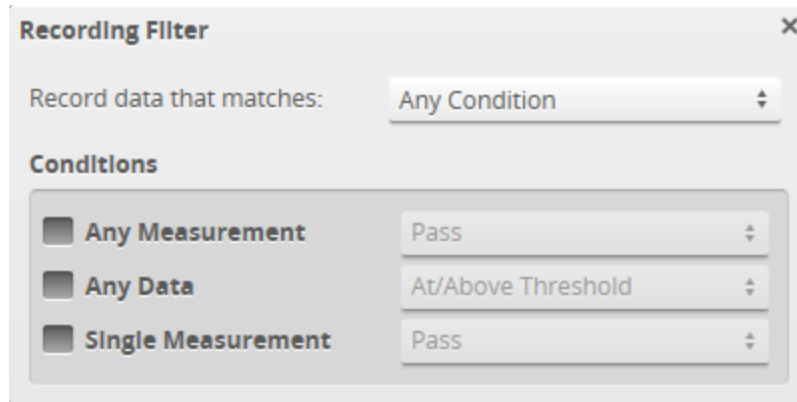 Recording Filter
Record data that matches: Any Condition
Conditions
Any Measurement Pass
Any Data At/Above Threshold
Single Measurement Pass